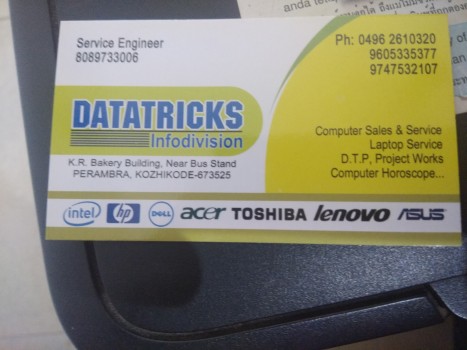 Service Engineer
8089733006
Ph: 0496 2610320
9605335377
9747532107
DATATRICKS
Infodivision
K.R. Bakery Building, Near Bus Stand
PERAMBRA, KOZHIKODE-673525
Computer Sales & Service
Laptop Service
D.T.P, Project Works
Computer Horoscope...
intel hp DELL acer TOSHIBA lenovo ASUS